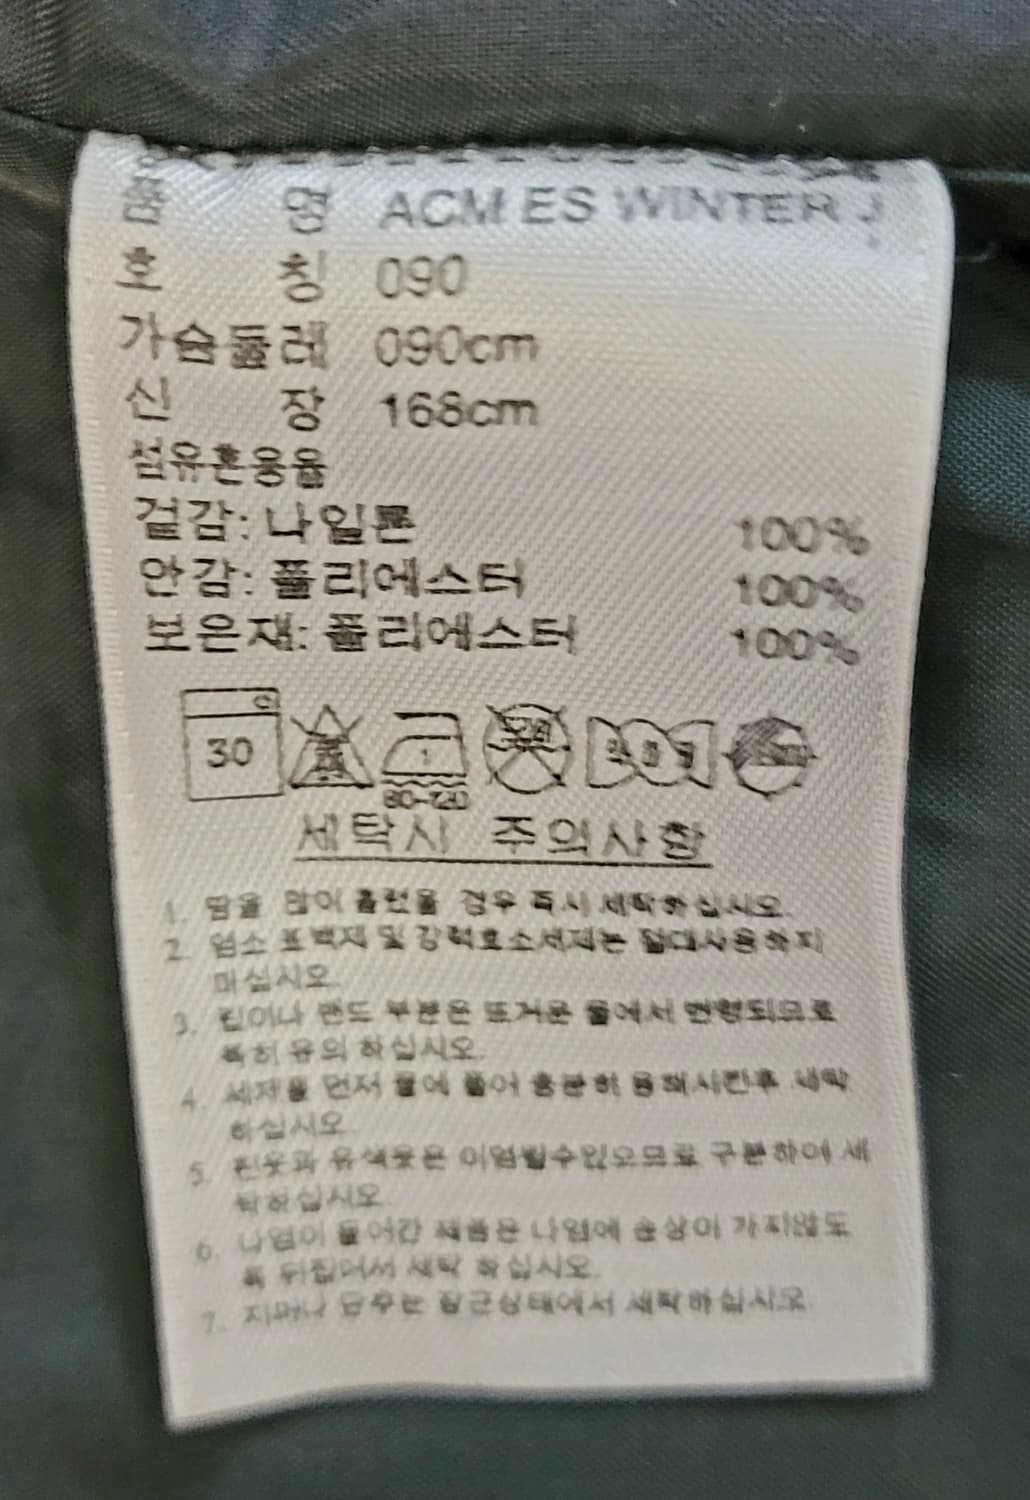 품 명 ACM ES WINTER J
호 칭 090
가슴둘레 090cm
신 장 168cm
섬유혼용율
겉감: 나일론 100%
안감: 폴리에스터 100%
보온재: 폴리에스터 100%
30
1
80-120
세탁시 주의사항
1. 땀을 많이 흘렸을 경우 즉시 세탁하십시오.
2. 염소 표백제 및 강력효소세제는 절대사용하지
마십시오.
3. 프린이나 밴드 부분은 뜨거운 물에서 변형되므로
특히 유의 하십시오.
4. 세제를 먼저 물에 풀어 충분히 용해시킨후 세탁
하십시오.
5. 흰옷과 유색옷은 이염될수있으므로 구분하여 세
탁하십시오.
6. 나염이 들어간 제품은 나염에 손상이 가지않도
록 뒤집어서 세탁 하십시오.
7. 지퍼나 단추는 잠근상태에서 세탁하십시오.